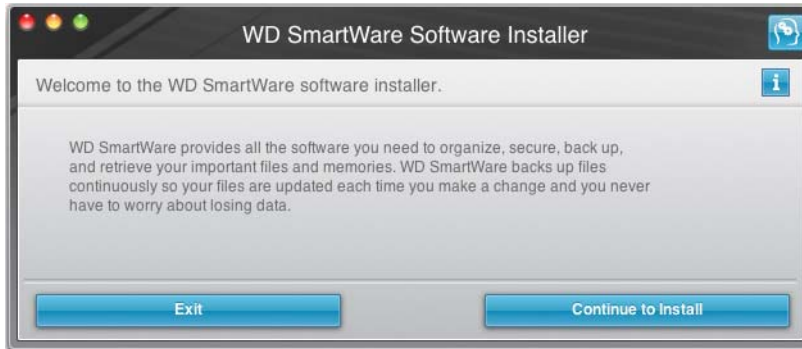 WD SmartWare Software Installer
Welcome to the WD SmartWare software installer.
i
WD SmartWare provides all the software you need to organize, secure, back up,
and retrieve your important files and memories. WD SmartWare backs up files
continuously so your files are updated each time you make a change and you never
have to worry about losing data.
Exit
Continue to Install